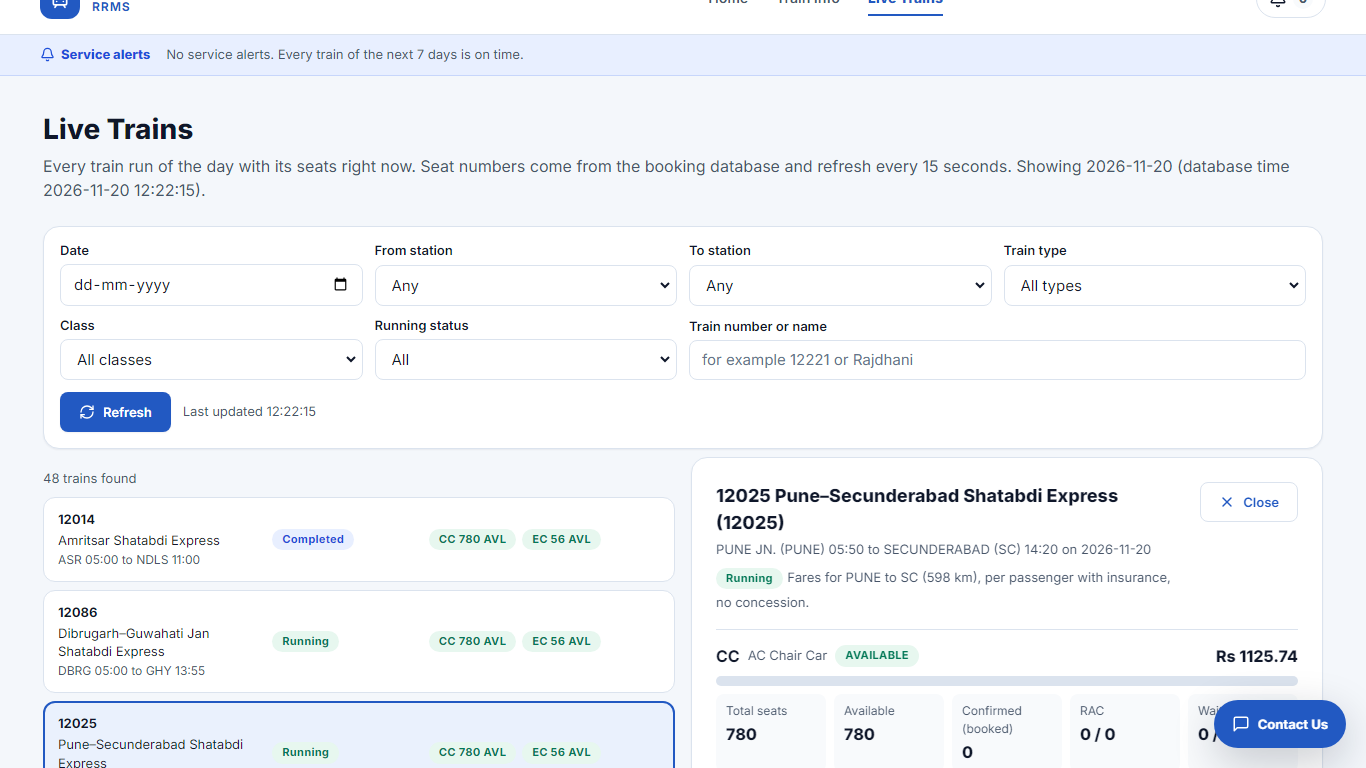 RRMS
Home Train Info Live Trains
Service alerts No service alerts. Every train of the next 7 days is on time.
Live Trains
Every train run of the day with its seats right now. Seat numbers come from the booking database and refresh every 15 seconds. Showing 2026-11-20 (database time
2026-11-20 12:22:15).
Date From station To station Train type
dd-mm-yyyy Any Any All types
Class Running status Train number or name
All classes All for example 12221 or Rajdhani
Refresh Last updated 12:22:15
48 trains found
12014
Amritsar Shatabdi Express
ASR 05:00 to NDLS 11:00
Completed CC 780 AVL EC 56 AVL
12086
Dibrugarh–Guwahati Jan
Shatabdi Express
DBRG 05:00 to GHY 13:55
Running CC 780 AVL EC 56 AVL
12025
Pune–Secunderabad Shatabdi
Express
Running CC 780 AVL EC 56 AVL
12025 Pune–Secunderabad Shatabdi Express
(12025)
Close
PUNE JN. (PUNE) 05:50 to SECUNDERABAD (SC) 14:20 on 2026-11-20
Running Fares for PUNE to SC (598 km), per passenger with insurance,
no concession.
CC AC Chair Car AVAILABLE Rs 1125.74
Total seats
780
Available
780
Confirmed
(booked)
0
RAC
0 / 0
0 /
Contact Us